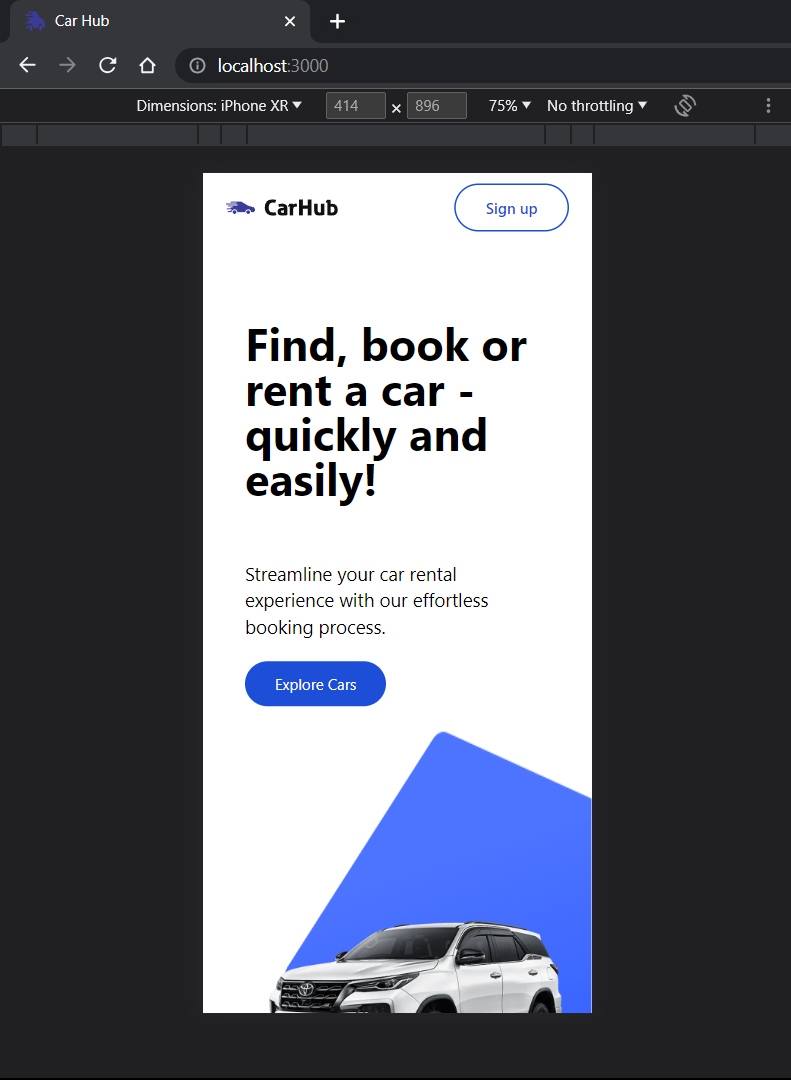 Car Hub
localhost:3000
Dimensions: iPhone XR 414 × 896 75% No throttling
CarHub Sign up
Find, book or
rent a car -
quickly and
easily!
Streamline your car rental
experience with our effortless
booking process.
Explore Cars